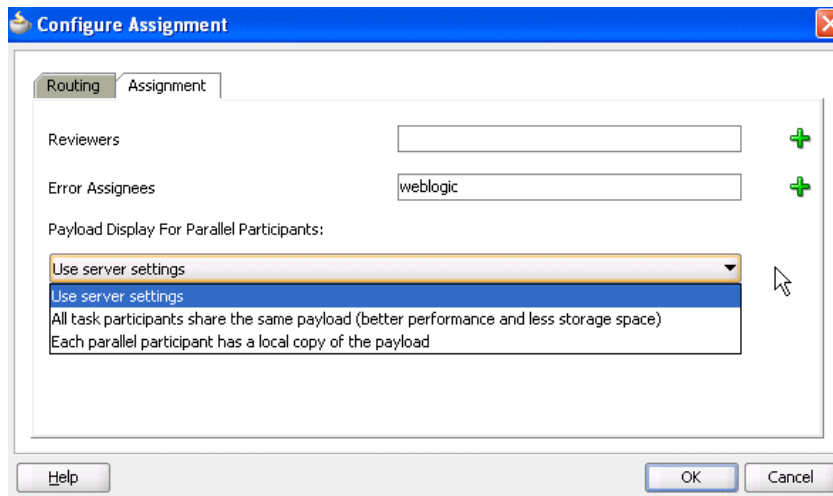 Configure Assignment
Routing
Assignment
Reviewers
Error Assignees
weblogic
Payload Display For Parallel Participants:
Use server settings
Use server settings
All task participants share the same payload (better performance and less storage space)
Each parallel participant has a local copy of the payload
Help
OK
Cancel